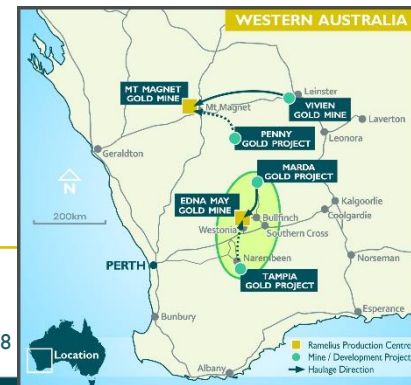 WESTERN AUSTRALIA
MT MAGNET
GOLD MINE
Mt Magnet
Leinster
VIVIEN
GOLD MINE
Laverton
Leonora
PENNY
GOLD PROJECT
Geraldton
MARDA
GOLD PROJECT
N
EDNA MAY
GOLD MINE
Kalgoorlie
Coolgardie
200km
Bullfinch
Westonia
Southern Cross
PERTH
Narembeen
Norseman
TAMPIA
GOLD PROJECT
Bunbury
Esperance
8
Location
Albany
Ramelius Production Centre
Mine / Development Project
Haulage Direction